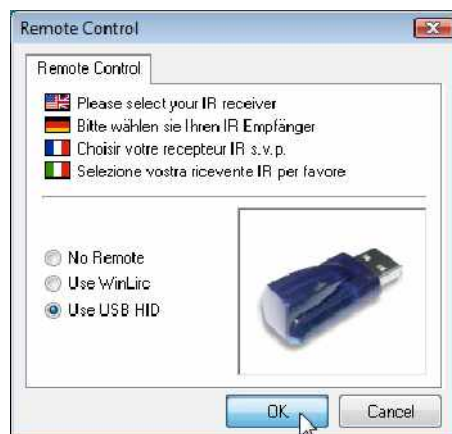 Remote Control
Remote Control
Please select your IR receiver
Bitte wählen sie Ihren IR Empfänger
Choisir votre recepteur IR s.v.p.
Selezione vostra ricevente IR per favore
No Remote
Use WinLirc
Use USB HID
OK
Cancel